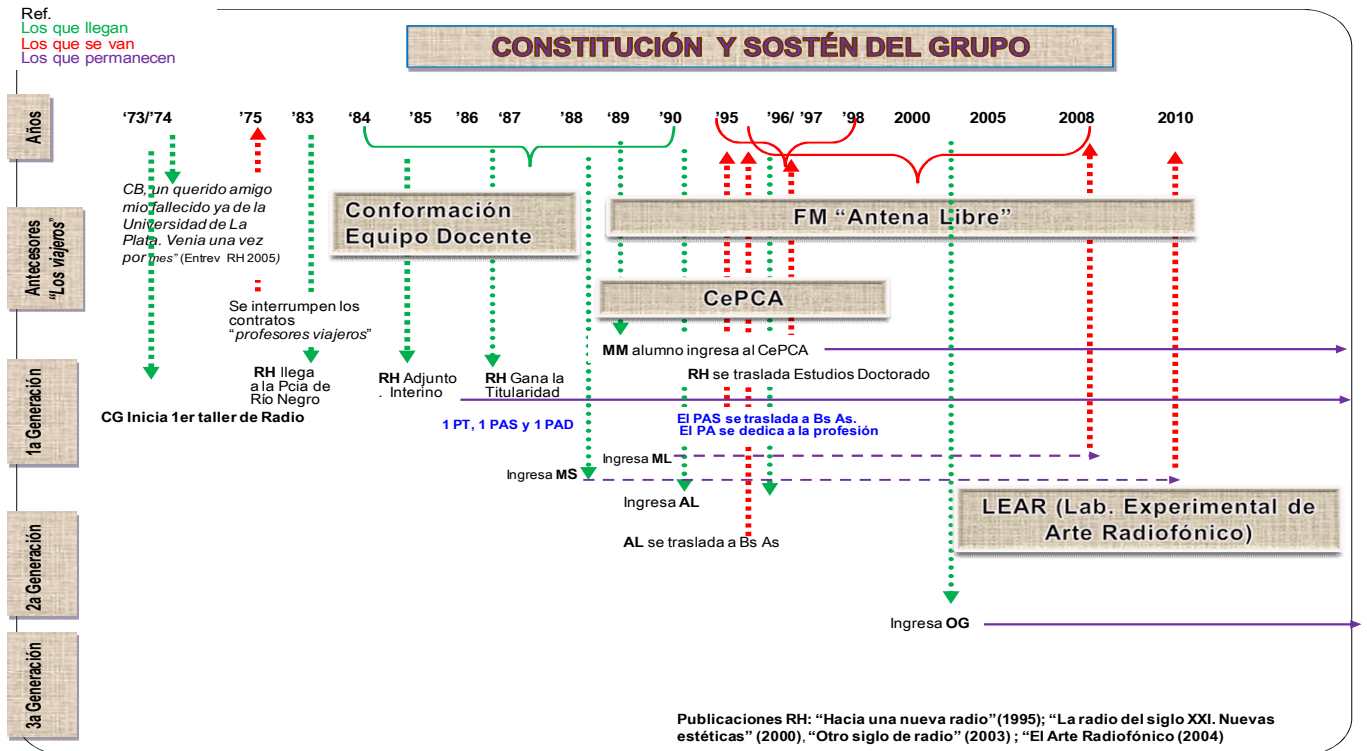 Ref.
Los que llegan
Los que se van
Los que permanecen
CONSTITUCIÓN Y SOSTÉN DEL GRUPO
Años
‘73/’74
’75
’83
’84
’85
’86
’87
’88
’89
’90
’95
’96/ ’97
’98
2000
2005
2008
2010
Antecesores
“Los viajeros”
CB, un querido amigo
mío fallecido ya de la
Universidad de La
Plata. Venía una vez
por mes” (Entrev RH 2005)
Conformación
Equipo Docente
FM “Antena Libre”
CePCA
Se interrumpen los
contratos
“profesores viajeros”
1a Generación
MM alumno ingresa al CePCA
RH llega
a la Pcia de
Río Negro
RH Adjunto
. Interino
RH Gana la
Titularidad
RH se traslada Estudios Doctorado
CG Inicia 1er taller de Radio
1 PT, 1 PAS y 1 PAD
El PAS se traslada a Bs As.
El PA se dedica a la profesión
Ingresa ML
Ingresa MS
Ingresa AL
LEAR (Lab. Experimental de
Arte Radiofónico)
AL se traslada a Bs As
2a Generación
Ingresa OG
3a Generación
Publicaciones RH: “Hacia una nueva radio”(1995); “La radio del siglo XXI. Nuevas
estéticas” (2000), “Otro siglo de radio” (2003) ; “El Arte Radiofónico (2004)